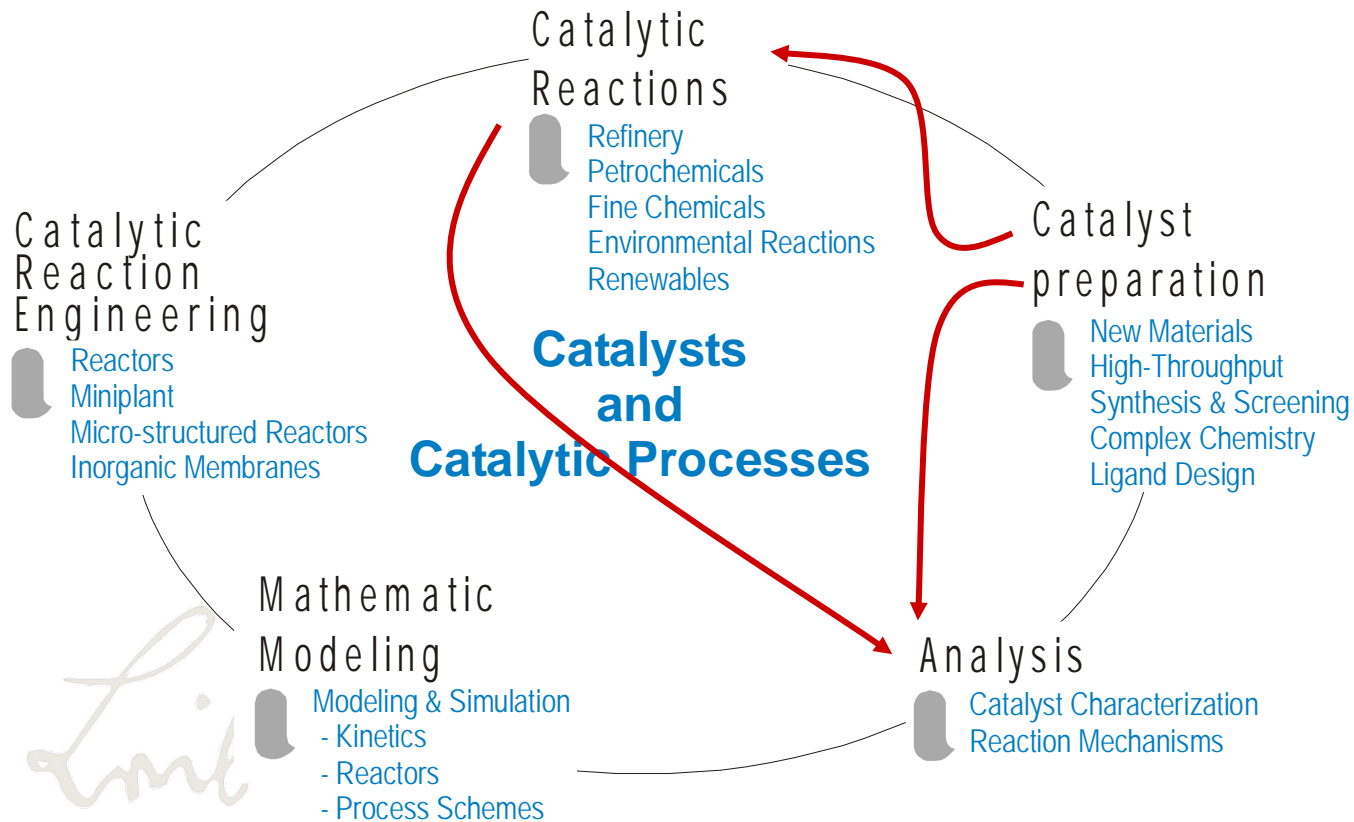 Catalytic
Reactions
Refinery
Petrochemicals
Fine Chemicals
Environmental Reactions
Renewables
Catalyst
preparation
New Materials
High-Throughput
Synthesis & Screening
Complex Chemistry
Ligand Design
Catalytic
Reaction
Engineering
Reactors
Miniplant
Micro-structured Reactors
Inorganic Membranes
Catalysts
and
Catalytic Processes
Mathematic
Modeling
Modeling & Simulation
- Kinetics
- Reactors
- Process Schemes
Analysis
Catalyst Characterization
Reaction Mechanisms